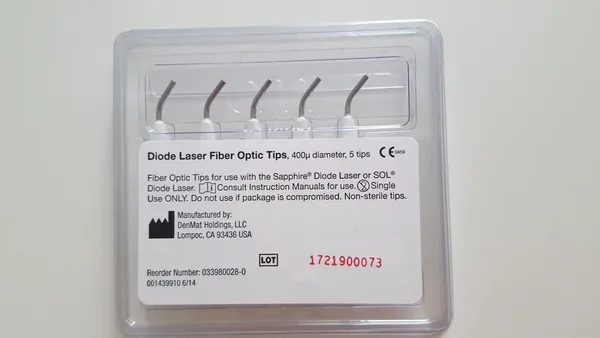 Diode Laser Fiber Optic Tips, 400µ diameter, 5 tips CE 0459
Fiber Optic Tips for use with the Sapphire® Diode Laser or SOL®
Diode Laser. Consult Instruction Manuals for use. Single
Use ONLY. Do not use if package is compromised. Non-sterile tips.
Manufactured by:
DenMat Holdings, LLC
Lompoc, CA 93436 USA
LOT 1721900073
Reorder Number: 033980028-0
001439910 6/14